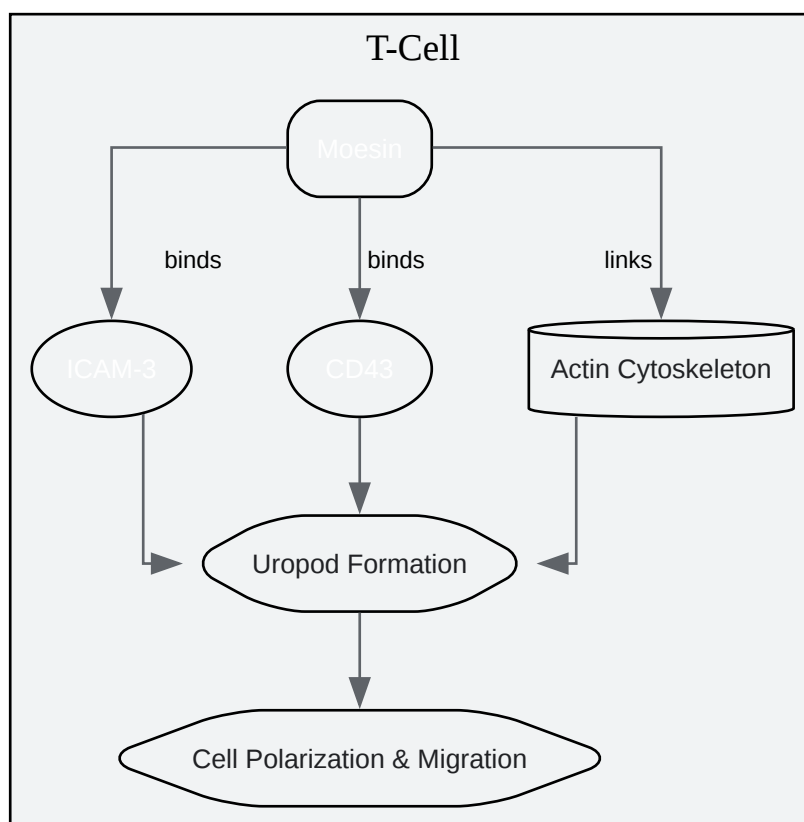 T-Cell
Moesin
binds
binds
links
ICAM-3
CD43
Actin Cytoskeleton
Uropod Formation
Cell Polarization & Migration